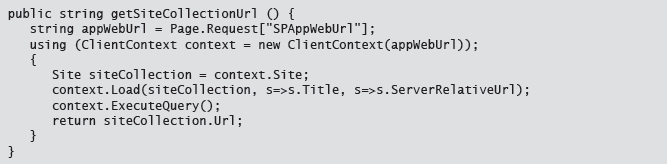 public string getSiteCollectionUrl () {
string appWebUrl = Page.Request["SPAppWebUrl"];
using (ClientContext context = new ClientContext(appWebUrl));
{
Site siteCollection = context.Site;
context.Load(siteCollection, s=>s.Title, s=>s.ServerRelativeUrl);
context.ExecuteQuery();
return siteCollection.Url;
}
}